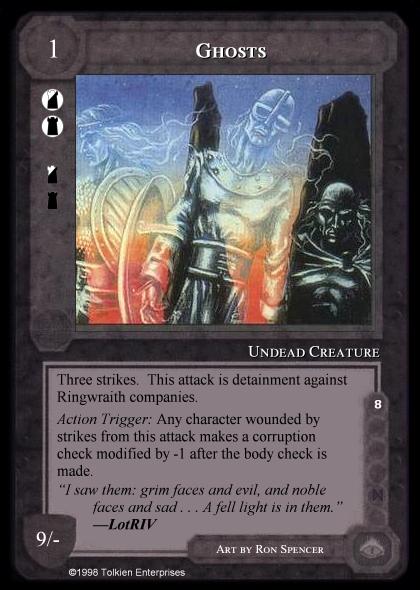 1
GHOSTS
UNDEAD CREATURE
Three strikes. This attack is detainment against
Ringwraith companies.
8
Action Trigger: Any character wounded by
strikes from this attack makes a corruption
check modified by -1 after the body check is
made.
“I saw them: grim faces and evil, and noble
faces and sad . . . A fell light is in them.”
—LotRIV
N
9/-
ART BY RON SPENCER
©1998 Tolkien Enterprises